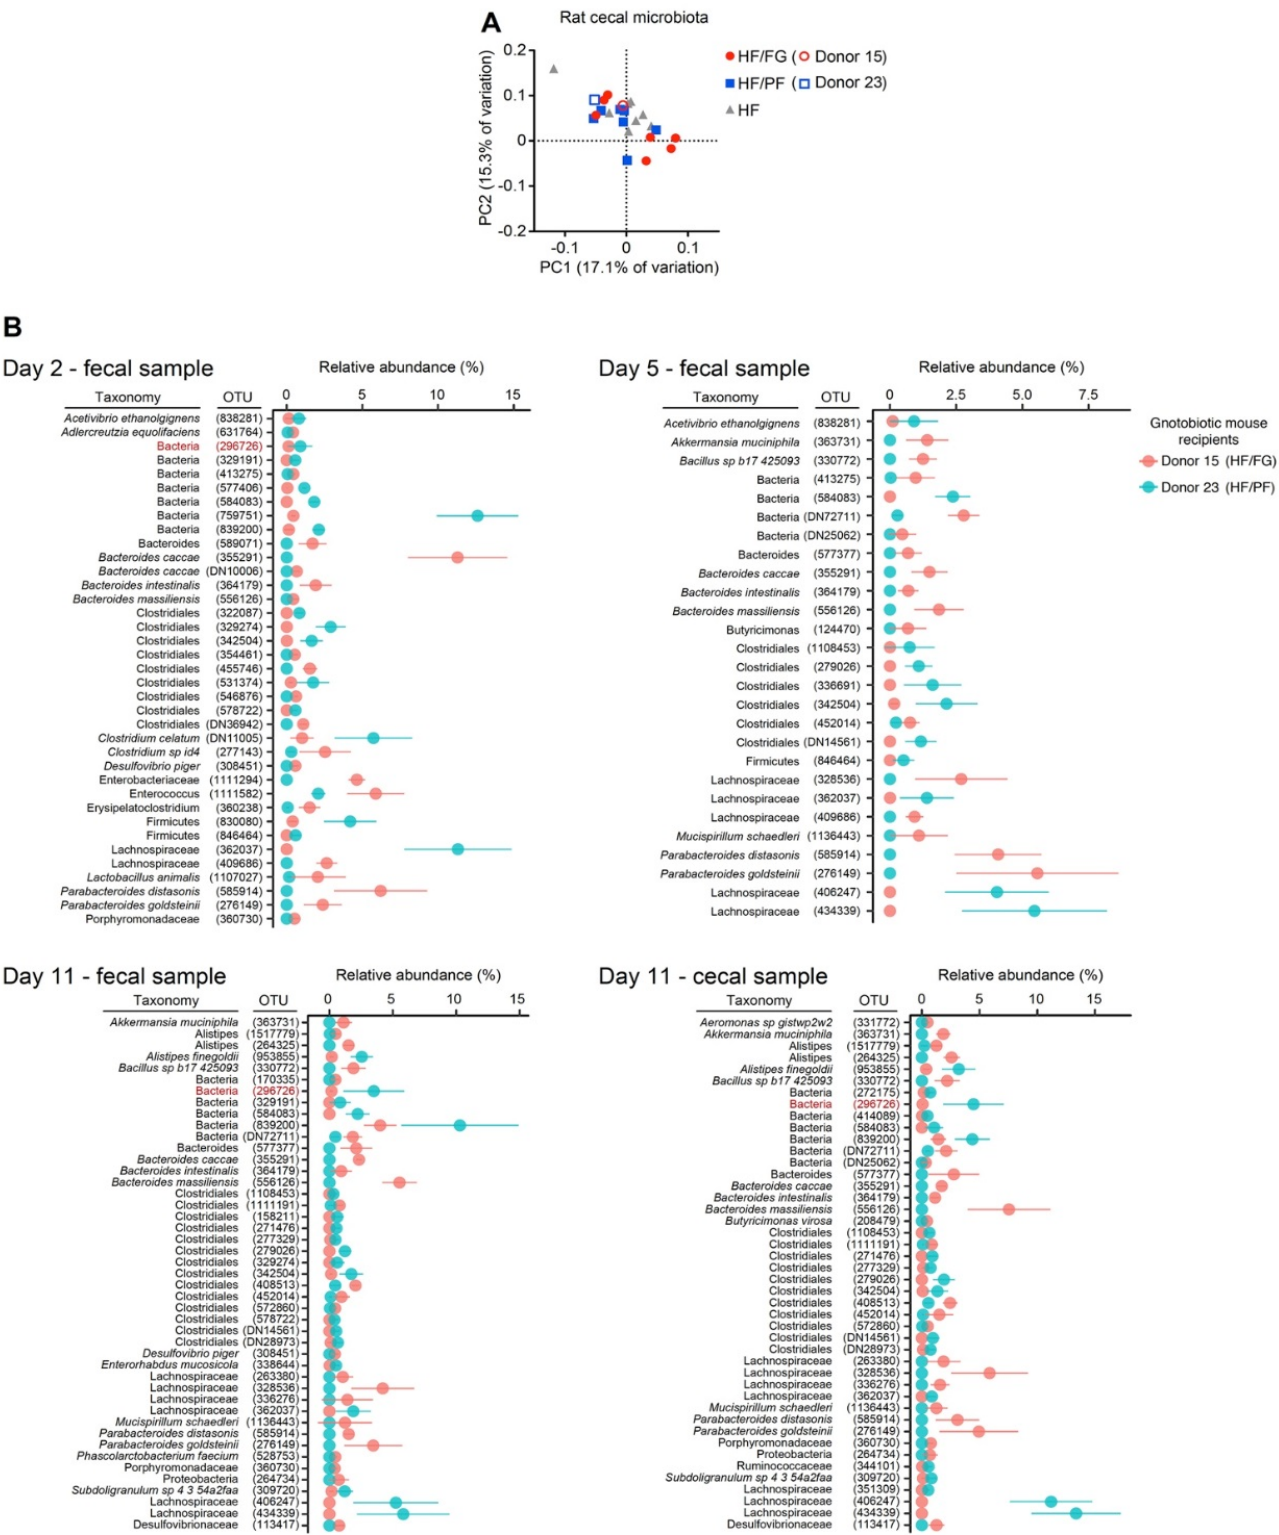 A
Rat cecal microbiota
0.2
0.1
0
-0.1
-0.2
PC2 (15.3% of variation)
-0.1 0 0.1
PC1 (17.1% of variation)
HF/FG ( Donor 15)
HF/PF ( Donor 23)
HF
B
Day 2 - fecal sample
Relative abundance (%)
Taxonomy OTU 0 5 10 15
Acetivibrio ethanolgignens (838281)
Adlercreutzia equolifaciens (631764)
Bacteria (296726)
Bacteria (329191)
Bacteria (413275)
Bacteria (577406)
Bacteria (584083)
Bacteria (759751)
Bacteria (839200)
Bacteroides (589071)
Bacteroides caccae (355291)
Bacteroides caccae (DN10006)
Bacteroides intestinalis (364179)
Bacteroides massiliensis (556126)
Clostridiales (322087)
Clostridiales (329274)
Clostridiales (342504)
Clostridiales (354461)
Clostridiales (455746)
Clostridiales (531374)
Clostridiales (546876)
Clostridiales (578722)
Clostridiales (DN36942)
Clostridium celatum (DN11005)
Clostridium sp id4 (277143)
Desulfovibrio piger (308451)
Enterobacteriaceae (1111294)
Enterococcus (1111582)
Erysipelatoclostridium (360238)
Firmicutes (830080)
Firmicutes (846464)
Lachnospiraceae (362037)
Lachnospiraceae (409686)
Lactobacillus animalis (1107027)
Parabacteroides distasonis (585914)
Parabacteroides goldsteinii (276149)
Porphyromonadaceae (360730)
Day 5 - fecal sample
Relative abundance (%)
Taxonomy OTU 0 2.5 5.0 7.5
Acetivibrio ethanolgignens (838281)
Akkermansia muciniphila (363731)
Bacillus sp b17 425093 (330772)
Bacteria (413275)
Bacteria (584083)
Bacteria (DN72711)
Bacteria (DN25062)
Bacteroides (577377)
Bacteroides caccae (355291)
Bacteroides intestinalis (364179)
Bacteroides massiliensis (556126)
Butyricimonas (124470)
Clostridiales (1108453)
Clostridiales (279026)
Clostridiales (336691)
Clostridiales (342504)
Clostridiales (452014)
Clostridiales (DN14561)
Firmicutes (846464)
Lachnospiraceae (328536)
Lachnospiraceae (362037)
Lachnospiraceae (409686)
Mucispirillum schaedleri (1136443)
Parabacteroides distasonis (585914)
Parabacteroides goldsteinii (276149)
Lachnospiraceae (406247)
Lachnospiraceae (434339)
Gnotobiotic mouse
recipients
Donor 15 (HF/FG)
Donor 23 (HF/PF)
Day 11 - fecal sample
Relative abundance (%)
Taxonomy OTU 0 5 10 15
Akkermansia muciniphila (363731)
Alistipes (1517779)
Alistipes (264325)
Alistipes finegoldii (953855)
Bacillus sp b17 425093 (330772)
Bacteria (170335)
Bacteria (296726)
Bacteria (329191)
Bacteria (584083)
Bacteria (839200)
Bacteria (DN72711)
Bacteroides (577377)
Bacteroides caccae (355291)
Bacteroides intestinalis (364179)
Bacteroides massiliensis (556126)
Clostridiales (1108453)
Clostridiales (1111191)
Clostridiales (158211)
Clostridiales (271476)
Clostridiales (277329)
Clostridiales (279026)
Clostridiales (329274)
Clostridiales (342504)
Clostridiales (408513)
Clostridiales (452014)
Clostridiales (572860)
Clostridiales (578722)
Clostridiales (DN14561)
Clostridiales (DN28973)
Desulfovibrio piger (308451)
Enterorhabdus mucosicola (338644)
Lachnospiraceae (263380)
Lachnospiraceae (328536)
Lachnospiraceae (336276)
Lachnospiraceae (362037)
Mucispirillum schaedleri (1136443)
Parabacteroides distasonis (585914)
Parabacteroides goldsteinii (276149)
Phascolarctobacterium faecium (528753)
Porphyromonadaceae (360730)
Proteobacteria (264734)
Subdoligranulum sp 4 3 54a2faa (309720)
Lachnospiraceae (406247)
Lachnospiraceae (434339)
Desulfovibrionaceae (113417)
Day 11 - cecal sample
Relative abundance (%)
Taxonomy OTU 0 5 10 15
Aeromonas sp gistwp2w2 (331772)
Akkermansia muciniphila (363731)
Alistipes (1517779)
Alistipes (264325)
Alistipes finegoldii (953855)
Bacillus sp b17 425093 (330772)
Bacteria (272175)
Bacteria (296726)
Bacteria (414089)
Bacteria (584083)
Bacteria (839200)
Bacteria (DN72711)
Bacteria (DN25062)
Bacteroides (577377)
Bacteroides caccae (355291)
Bacteroides intestinalis (364179)
Bacteroides massiliensis (556126)
Butyricimonas virosa (208479)
Clostridiales (1108453)
Clostridiales (1111191)
Clostridiales (271476)
Clostridiales (277329)
Clostridiales (279026)
Clostridiales (342504)
Clostridiales (408513)
Clostridiales (452014)
Clostridiales (572860)
Clostridiales (DN14561)
Clostridiales (DN28973)
Lachnospiraceae (263380)
Lachnospiraceae (328536)
Lachnospiraceae (336276)
Lachnospiraceae (362037)
Mucispirillum schaedleri (1136443)
Parabacteroides distasonis (585914)
Parabacteroides goldsteinii (276149)
Porphyromonadaceae (360730)
Proteobacteria (264734)
Ruminococcaceae (344101)
Subdoligranulum sp 4 3 54a2faa (309720)
Lachnospiraceae (351309)
Lachnospiraceae (406247)
Lachnospiraceae (434339)
Desulfovibrionaceae (113417)